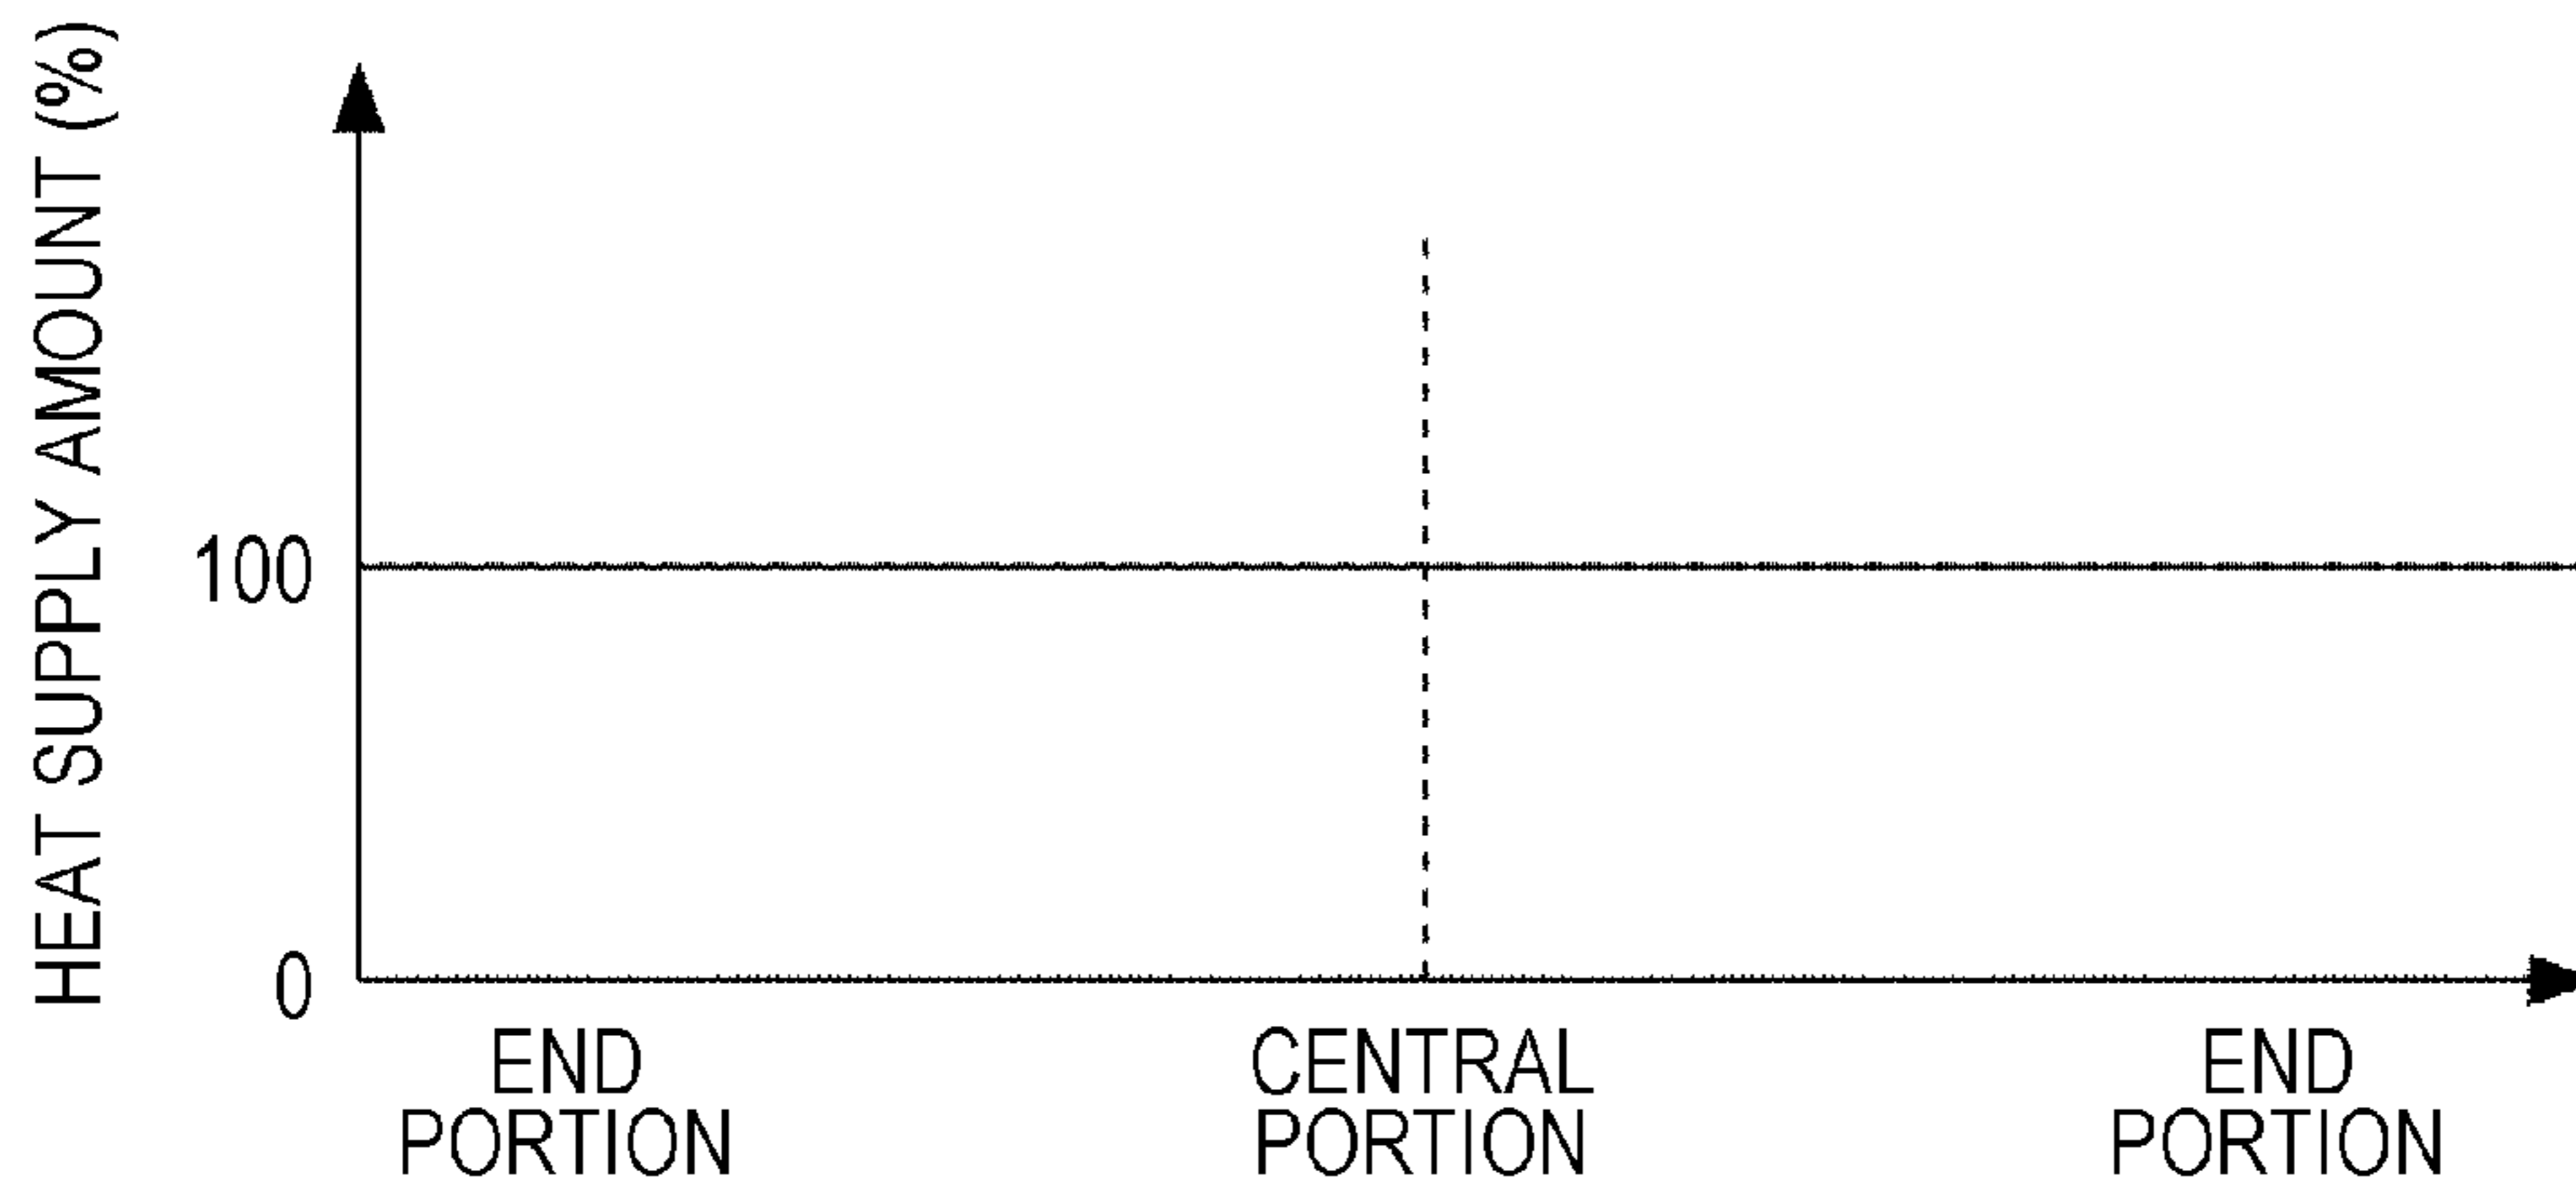 HEAT SUPPLY AMOUNT (%)
100
0
END
PORTION
CENTRAL
PORTION
END
PORTION